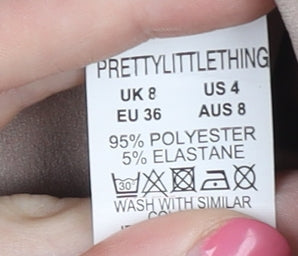 PRETTYLITTLETHING
UK 8 US 4
EU 36 AUS 8
95% POLYESTER
5% ELASTANE
30°
WASH WITH SIMILAR